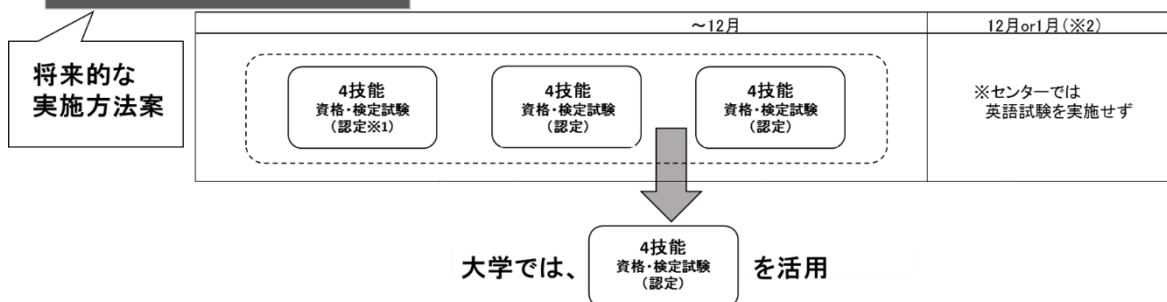 ～12月
12月or1月(※2)
将来的な
実施方法案
4技能
資格・検定試験
(認定※1)
4技能
資格・検定試験
(認定)
4技能
資格・検定試験
(認定)
※センターでは
英語試験を実施せず
大学では、
4技能
資格・検定試験
(認定)
を活用